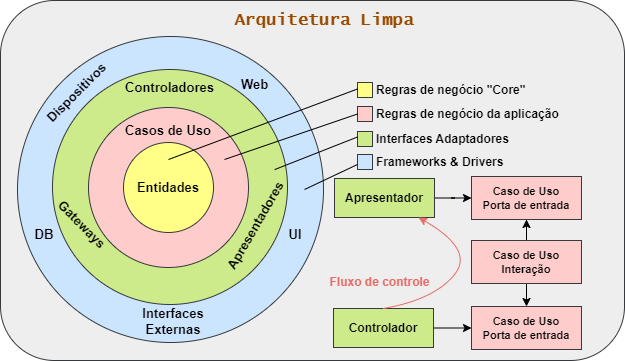 Arquitetura Limpa
Dispositivos
Web
Controladores
Casos de Uso
Entidades
Gateways
Apresentadores
DB
UI
Interfaces
Externas
Regras de negócio "Core"
Regras de negócio da aplicação
Interfaces Adaptadores
Frameworks & Drivers
Apresentador
Caso de Uso
Porta de entrada
Caso de Uso
Interação
Fluxo de controle
Controlador
Caso de Uso
Porta de entrada